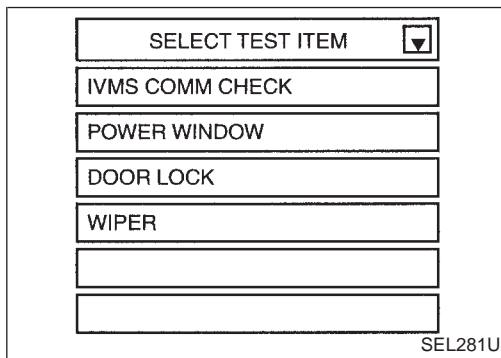 SELECT TEST ITEM
IVMS COMM CHECK
POWER WINDOW
DOOR LOCK
WIPER
SEL281U